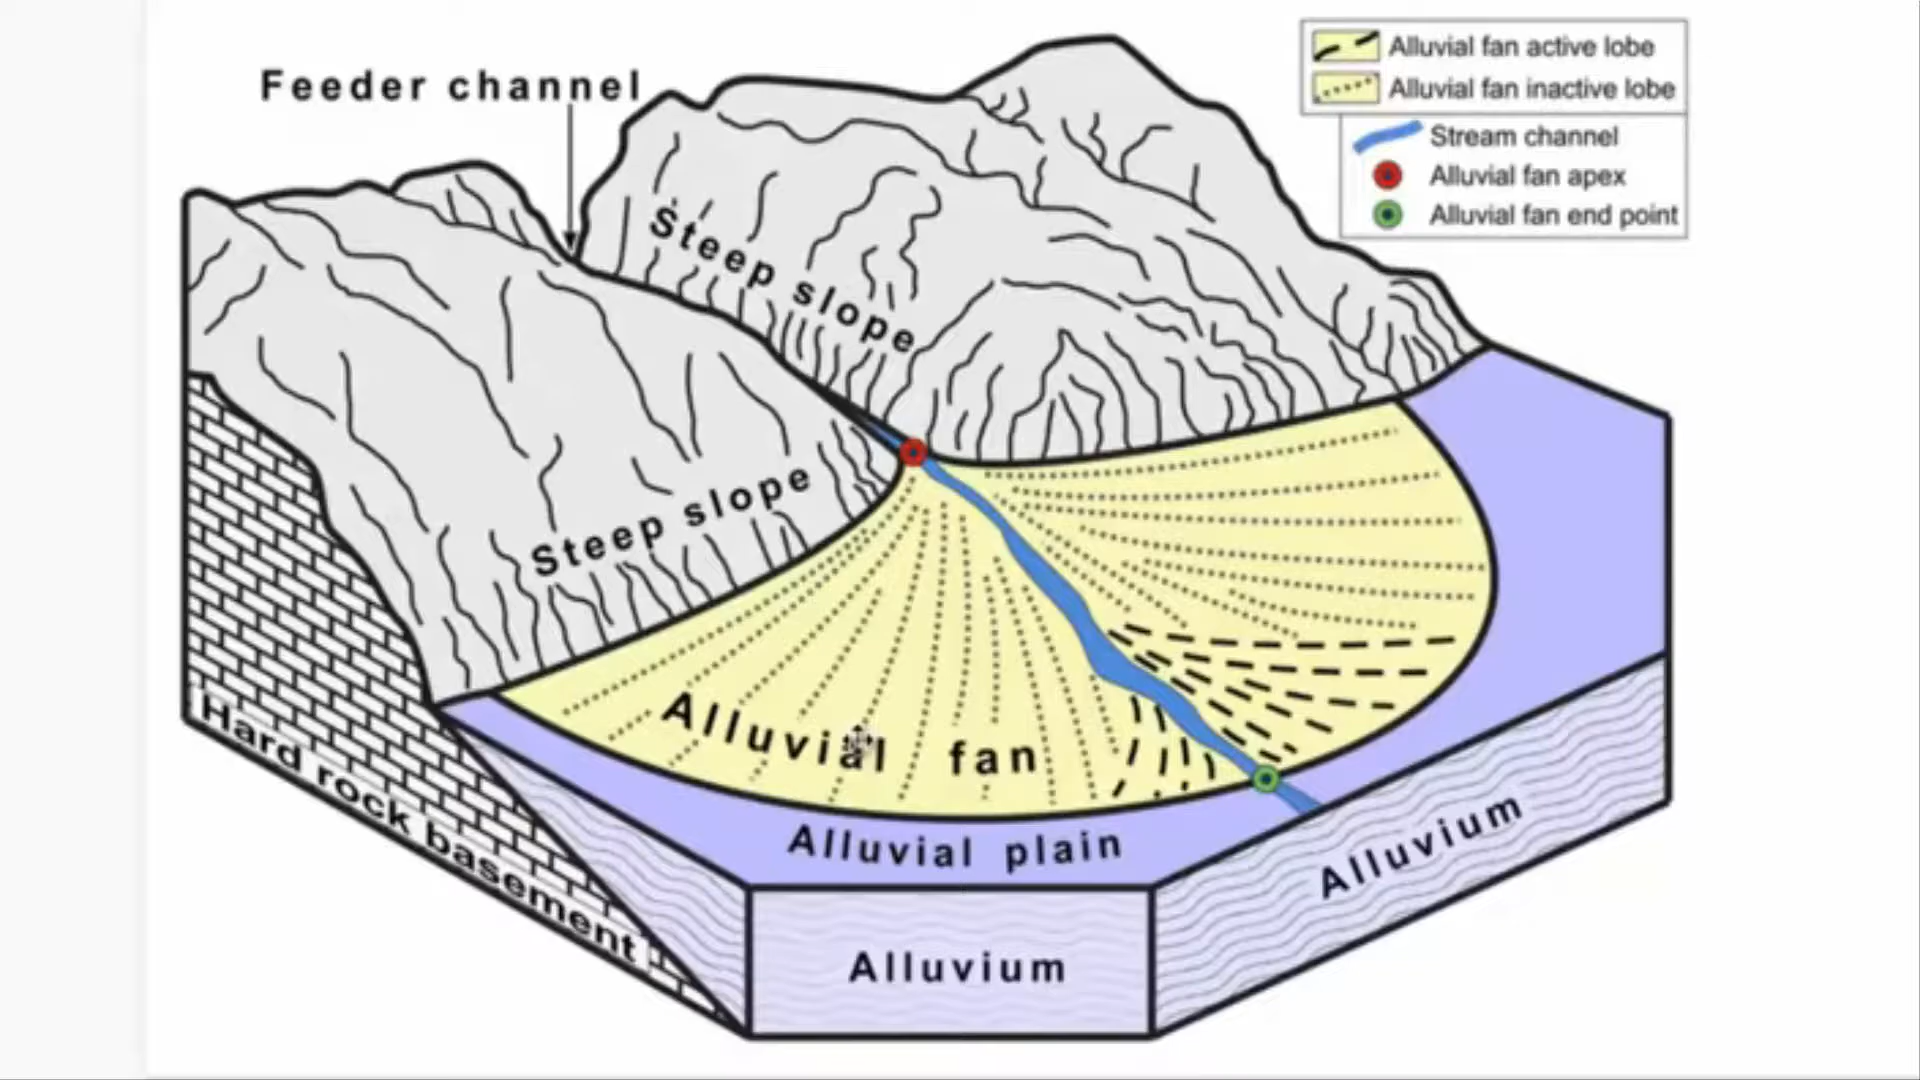 Feeder channel
Alluvial fan active lobe
Alluvial fan inactive lobe
Stream channel
Alluvial fan apex
Alluvial fan end point
Steep slope
Steep slope
Alluvial fan
Hard rock basement
Alluvial plain
Alluvium
Alluvium